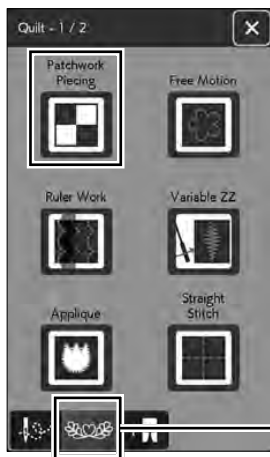 Quilt - 1 / 2
Patchwork
Piecing
Free Motion
Ruler Work
Variable ZZ
Applique
Straight
Stitch